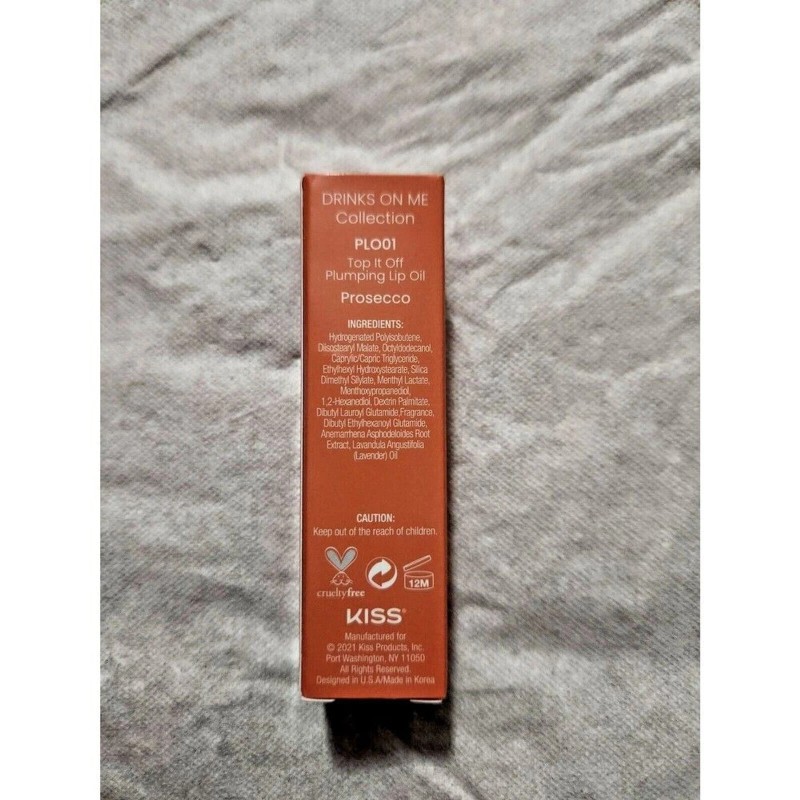 DRINKS ON ME
Collection
PLO01
Top It Off
Plumping Lip Oil
Prosecco
INGREDIENTS:
Hydrogenated Polyisobutene,
Diisostearyl Malate, Octyldodecanol,
Caprylic/Capric Triglyceride,
Ethylhexyl Hydroxystearate, Silica
Dimethyl Silylate, Menthyl Lactate,
Menthoxypropanediol,
1,2-Hexanediol, Dextrin Palmitate,
Dibutyl Lauroyl Glutamide,Fragrance,
Dibutyl Ethylhexanoyl Glutamide,
Anemarrhena Asphodeloides Root
Extract, Lavandula Angustifolia
(Lavender) Oil
CAUTION:
Keep out of the reach of children.
crueltyfree
12M
KISS®
Manufactured for
© 2021 Kiss Products, Inc.
Port Washington, NY 11050
All Rights Reserved.
Designed in U.S.A/Made in Korea